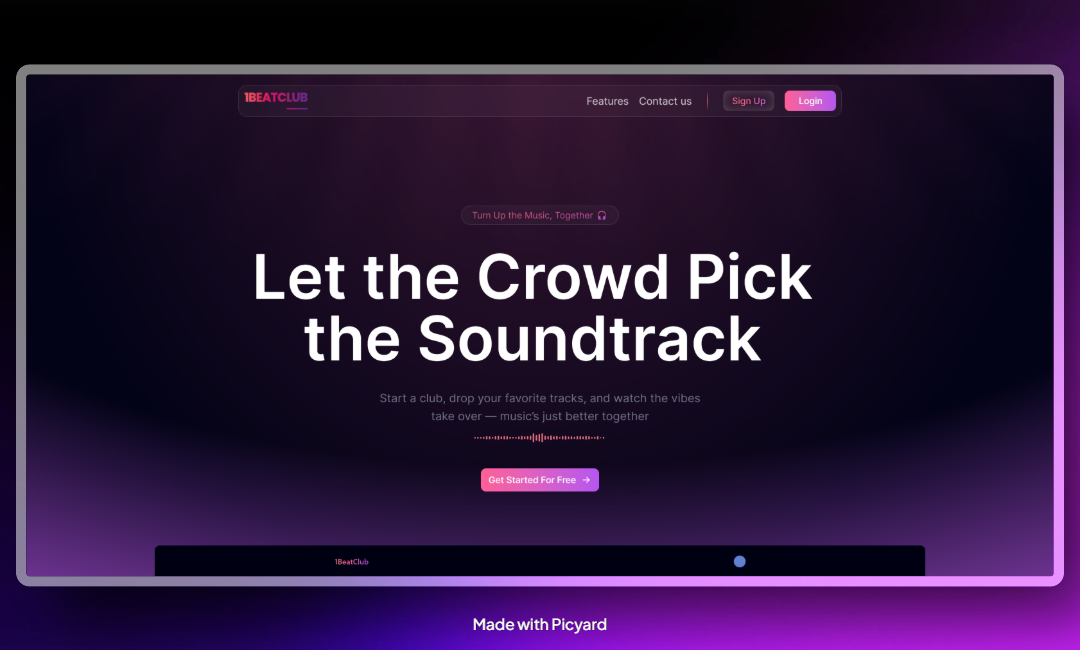 1BEATCLUB
Features Contact us Sign Up Login
Turn Up the Music, Together
Let the Crowd Pick
the Soundtrack
Start a club, drop your favorite tracks, and watch the vibes
take over — music's just better together
Get Started For Free →
1BeatClub
Made with Picyard